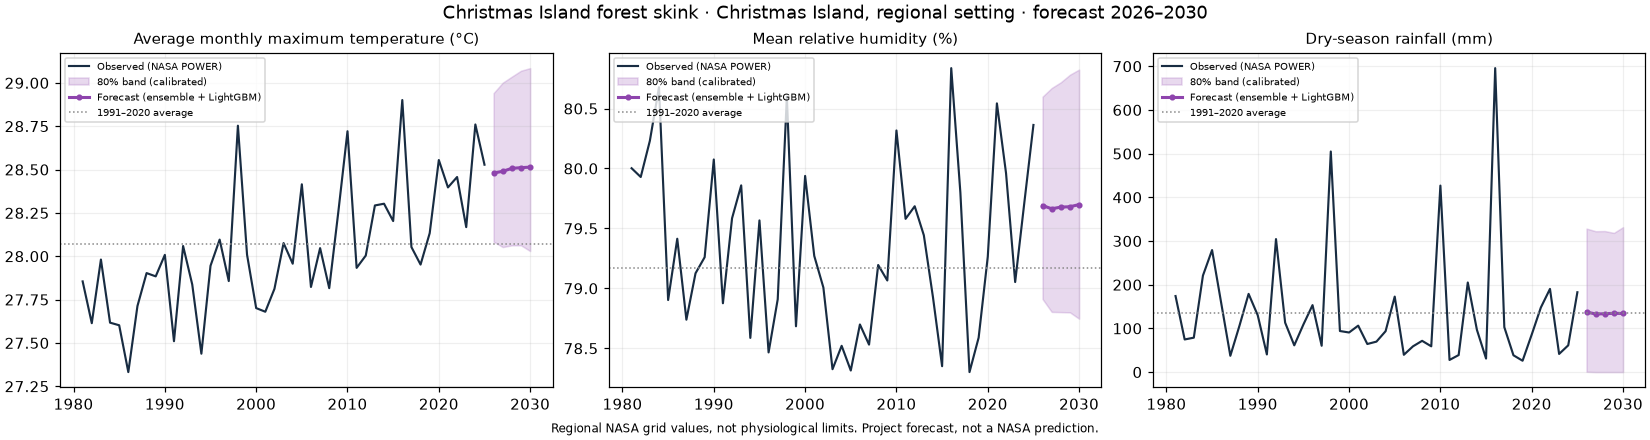 Christmas Island forest skink · Christmas Island, regional setting · forecast 2026–2030
Average monthly maximum temperature (°C)
Observed (NASA POWER)
80% band (calibrated)
Forecast (ensemble + LightGBM)
1991–2020 average
29.00
28.75
28.50
28.25
28.00
27.75
27.50
27.25
1980
1990
2000
2010
2020
2030
Mean relative humidity (%)
Observed (NASA POWER)
80% band (calibrated)
Forecast (ensemble + LightGBM)
1991–2020 average
80.5
80.0
79.5
79.0
78.5
1980
1990
2000
2010
2020
2030
Dry-season rainfall (mm)
Observed (NASA POWER)
80% band (calibrated)
Forecast (ensemble + LightGBM)
1991–2020 average
700
600
500
400
300
200
100
0
1980
1990
2000
2010
2020
2030
Regional NASA grid values, not physiological limits. Project forecast, not a NASA prediction.